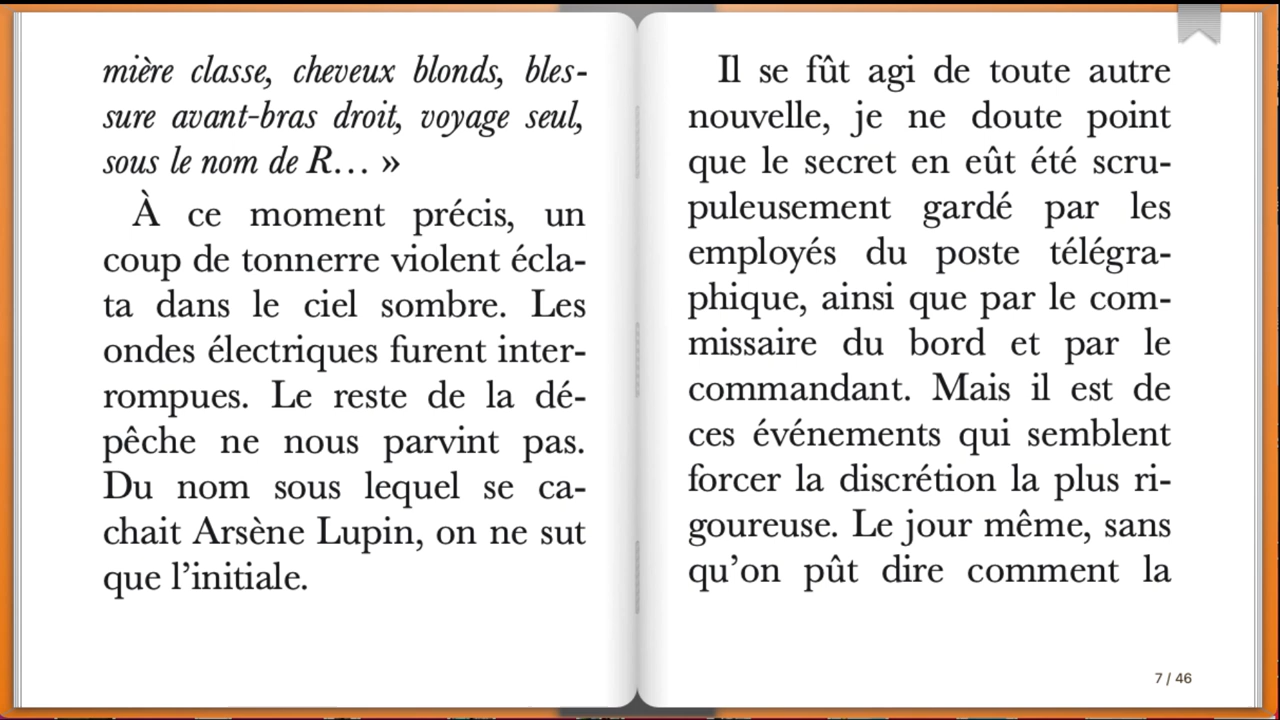 mière classe, cheveux blonds, bles-
sure avant-bras droit, voyage seul,
sous le nom de R… »
À ce moment précis, un
coup de tonnerre violent écla-
ta dans le ciel sombre. Les
ondes électriques furent inter-
rompues. Le reste de la dé-
pêche ne nous parvint pas.
Du nom sous lequel se ca-
chait Arsène Lupin, on ne sut
que l’initiale.
Il se fût agi de toute autre
nouvelle, je ne doute point
que le secret en eût été scru-
puleusement gardé par les
employés du poste télégra-
phique, ainsi que par le com-
missaire du bord et par le
commandant. Mais il est de
ces événements qui semblent
forcer la discrétion la plus ri-
goureuse. Le jour même, sans
qu’on pût dire comment la
7 / 46